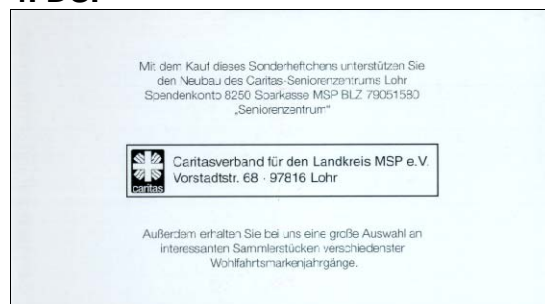 Mit dem Kauf dieses Sonderheftchens unterstützen Sie
den Neubau des Caritas-Seniorenzentrums Lohr
Spendenkonto 8250 Sparkasse MSP BLZ 79051580
„Seniorenzentrum“
caritas
Caritasverband für den Landkreis MSP e.V.
Vorstadtstr. 68 · 97816 Lohr
Außerdem erhalten Sie bei uns eine große Auswahl an
interessanten Sammlerstücken verschiedenster
Wohlfahrtsmarkenjahrgänge.